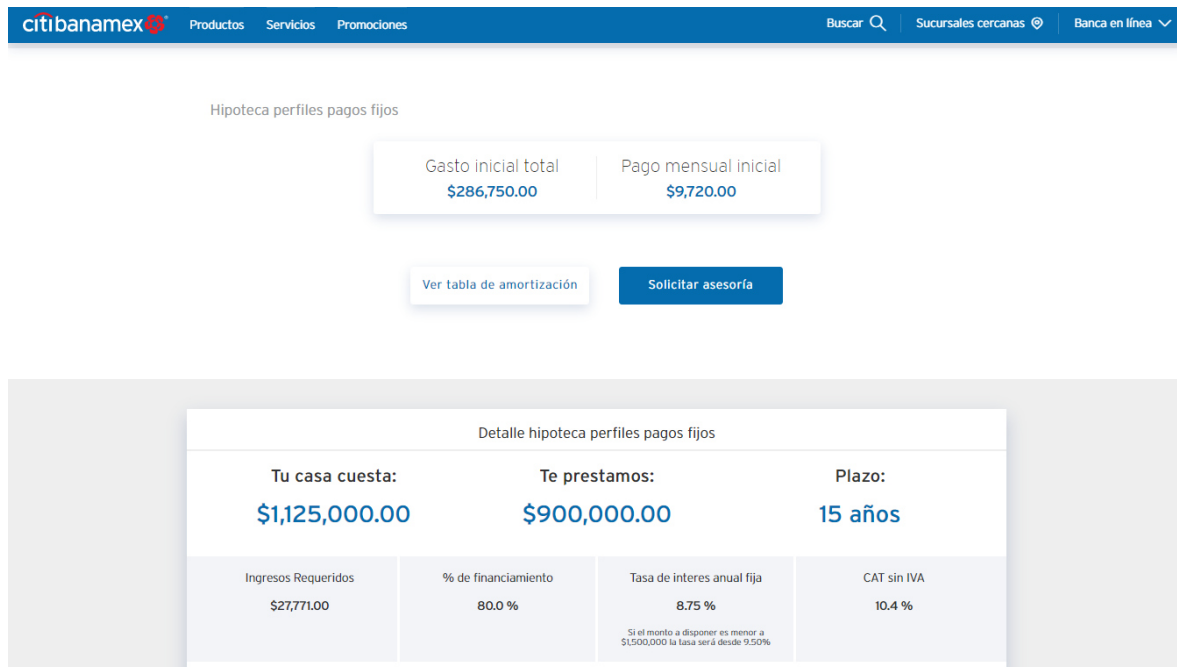 citibanamex Productos Servicios Promociones Buscar Sucursales cercanas Banca en línea
Hipoteca perfiles pagos fijos
Gasto inicial total Pago mensual inicial
$286,750.00 $9,720.00
Ver tabla de amortización Solicitar asesoría
Detalle hipoteca perfiles pagos fijos
Tu casa cuesta: Te prestamos: Plazo:
$1,125,000.00 $900,000.00 15 años
Ingresos Requeridos % de financiamiento Tasa de interes anual fija CAT sin IVA
$27,771.00 80.0 % 8.75 % 10.4 %
Si el monto a disponer es menor a
$1,500,000 la tasa será desde 9.50%